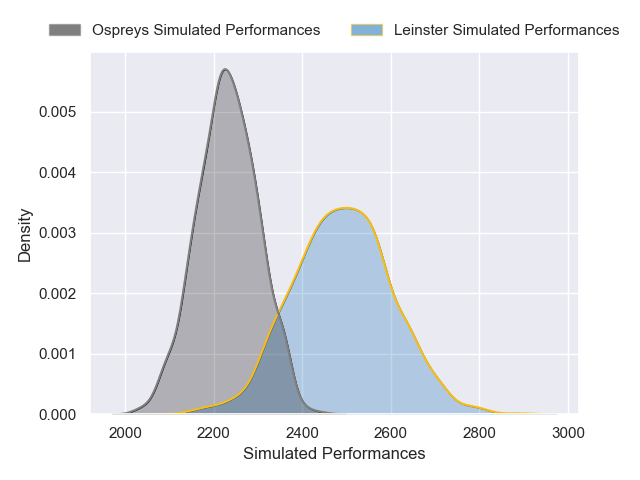 Ospreys Simulated Performances Leinster Simulated Performances
0.005
0.004
0.003
0.002
0.001
0.000
Density
2000 2200 2400 2600 2800 3000
Simulated Performances